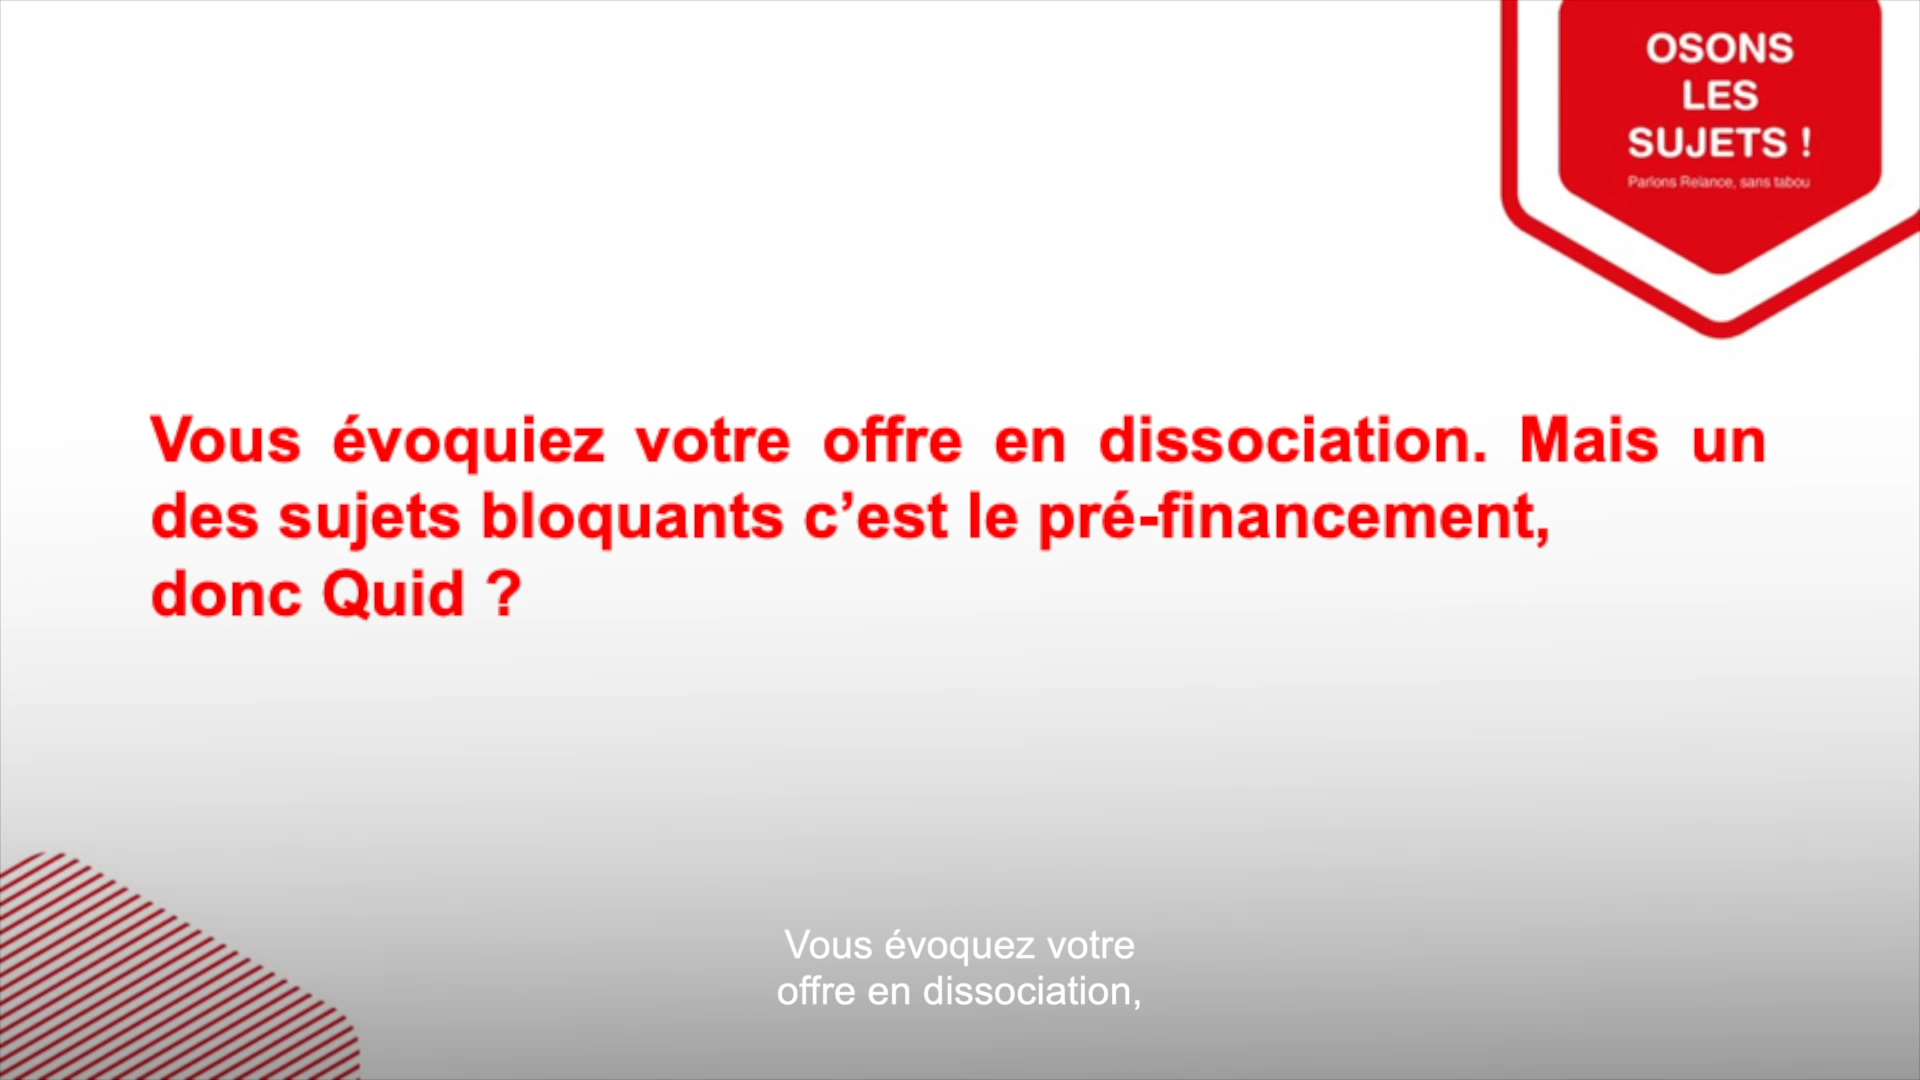 OSONS
LES
SUJETS !
Parlons Relance, sans tabou
Vous évoquiez votre offre en dissociation. Mais un
des sujets bloquants c’est le pré-financement,
donc Quid ?
Vous évoquez votre
offre en dissociation,